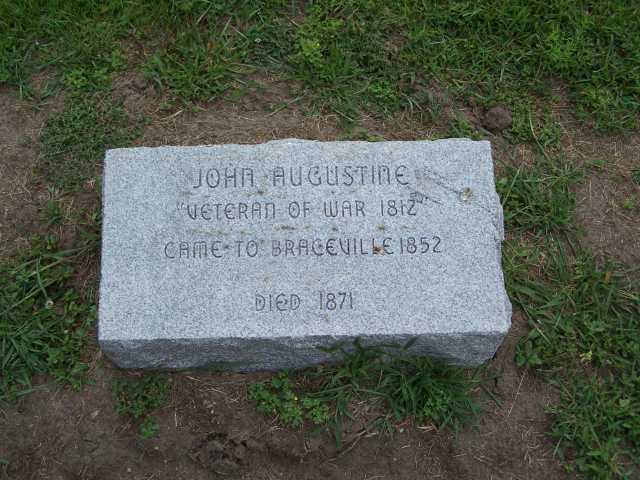 JOHN AUGUSTINE
"VETERAN OF WAR 1812"
CAME TO BRACEVILLE 1852
DIED 1871